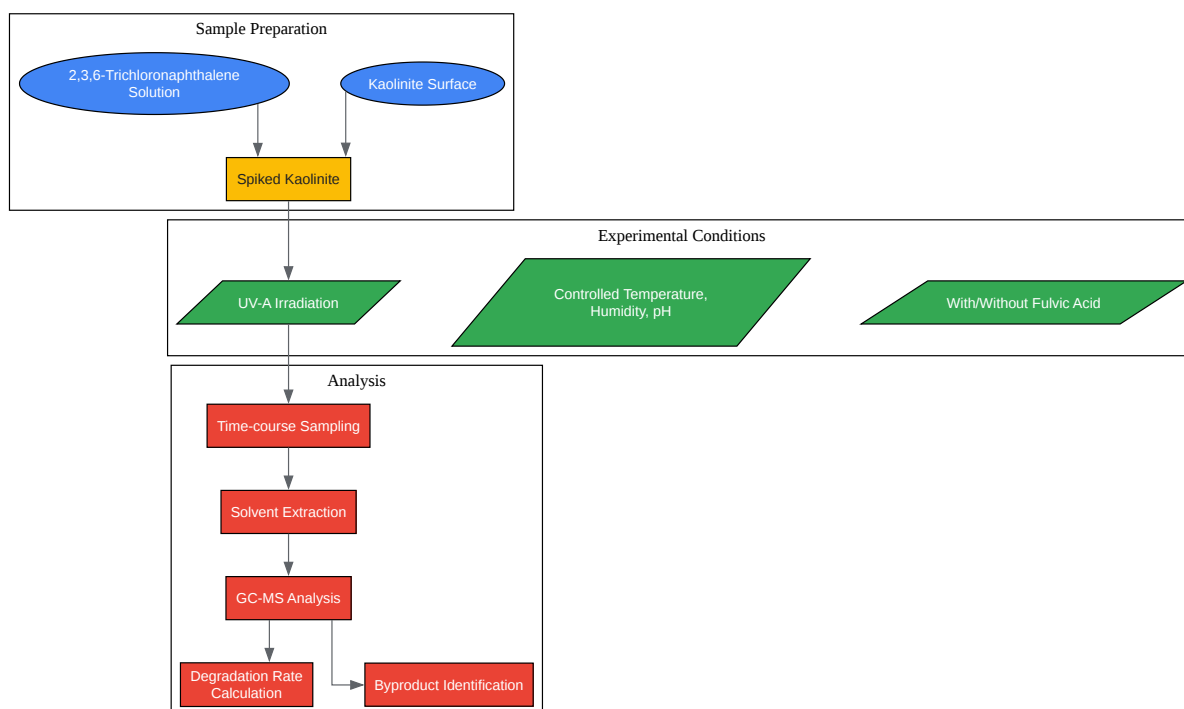 Sample Preparation
2,3,6-Trichloronaphthalene
Solution
Kaolinite Surface
Spiked Kaolinite
Experimental Conditions
UV-A Irradiation
Controlled Temperature,
Humidity, pH
With/Without Fulvic Acid
Analysis
Time-course Sampling
Solvent Extraction
GC-MS Analysis
Degradation Rate
Calculation
Byproduct Identification